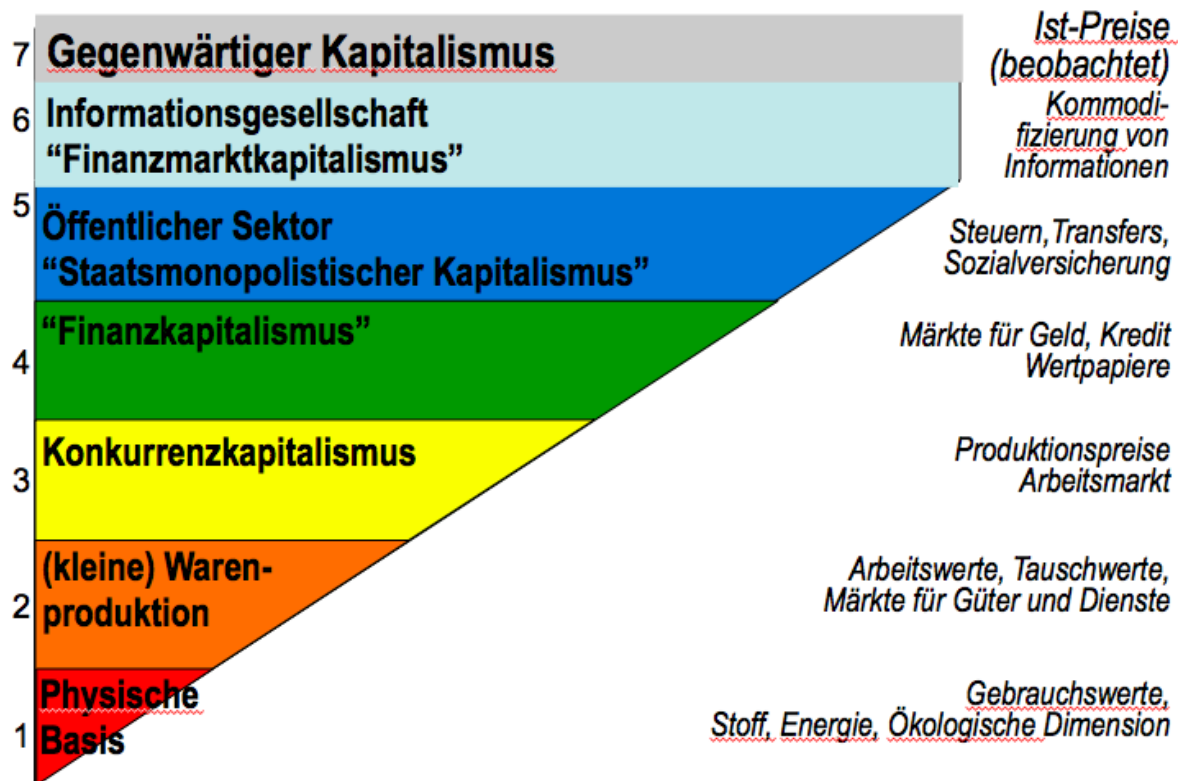 7
Gegenwärtiger Kapitalismus
Ist-Preise
(beobachtet)
6
Informationsgesellschaft
“Finanzmarktkapitalismus”
Kommodi-
fizierung von
Informationen
5
Öffentlicher Sektor
“Staatsmonopolistischer Kapitalismus”
Steuern,Transfers,
Sozialversicherung
4
“Finanzkapitalismus”
Märkte für Geld, Kredit
Wertpapiere
3
Konkurrenzkapitalismus
Produktionspreise
Arbeitsmarkt
2
(kleine) Waren-
produktion
Arbeitswerte, Tauschwerte,
Märkte für Güter und Dienste
1
Physische
Basis
Gebrauchswerte,
Stoff, Energie, Ökologische Dimension